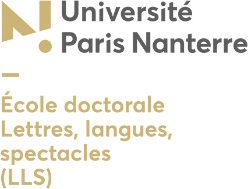 Université
Paris Nanterre
École doctorale
Lettres, langues,
spectacles
(LLS)